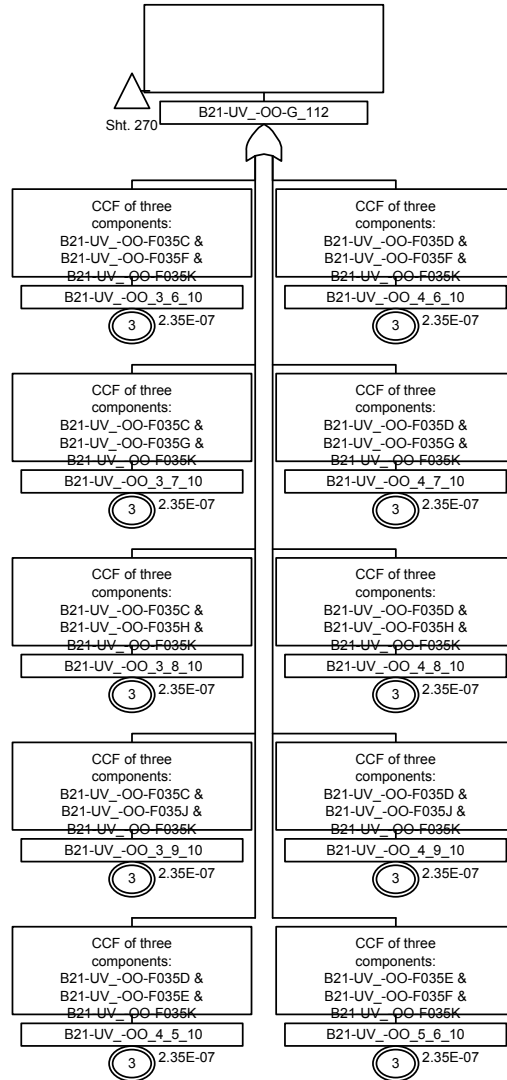 Sht. 270
B21-UV_-OO-G_112
CCF of three
components:
B21-UV_-OO-F035C &
B21-UV_-OO-F035F &
B21-UV_-OO-F035K
B21-UV_-OO_3_6_10
3
2.35E-07
CCF of three
components:
B21-UV_-OO-F035D &
B21-UV_-OO-F035F &
B21-UV_-OO-F035K
B21-UV_-OO_4_6_10
3
2.35E-07
CCF of three
components:
B21-UV_-OO-F035C &
B21-UV_-OO-F035G &
B21-UV_-OO-F035K
B21-UV_-OO_3_7_10
3
2.35E-07
CCF of three
components:
B21-UV_-OO-F035D &
B21-UV_-OO-F035G &
B21-UV_-OO-F035K
B21-UV_-OO_4_7_10
3
2.35E-07
CCF of three
components:
B21-UV_-OO-F035C &
B21-UV_-OO-F035H &
B21-UV_-OO-F035K
B21-UV_-OO_3_8_10
3
2.35E-07
CCF of three
components:
B21-UV_-OO-F035D &
B21-UV_-OO-F035H &
B21-UV_-OO-F035K
B21-UV_-OO_4_8_10
3
2.35E-07
CCF of three
components:
B21-UV_-OO-F035C &
B21-UV_-OO-F035J &
B21-UV_-OO-F035K
B21-UV_-OO_3_9_10
3
2.35E-07
CCF of three
components:
B21-UV_-OO-F035D &
B21-UV_-OO-F035J &
B21-UV_-OO-F035K
B21-UV_-OO_4_9_10
3
2.35E-07
CCF of three
components:
B21-UV_-OO-F035D &
B21-UV_-OO-F035E &
B21-UV_-OO-F035K
B21-UV_-OO_4_5_10
3
2.35E-07
CCF of three
components:
B21-UV_-OO-F035E &
B21-UV_-OO-F035F &
B21-UV_-OO-F035K
B21-UV_-OO_5_6_10
3
2.35E-07